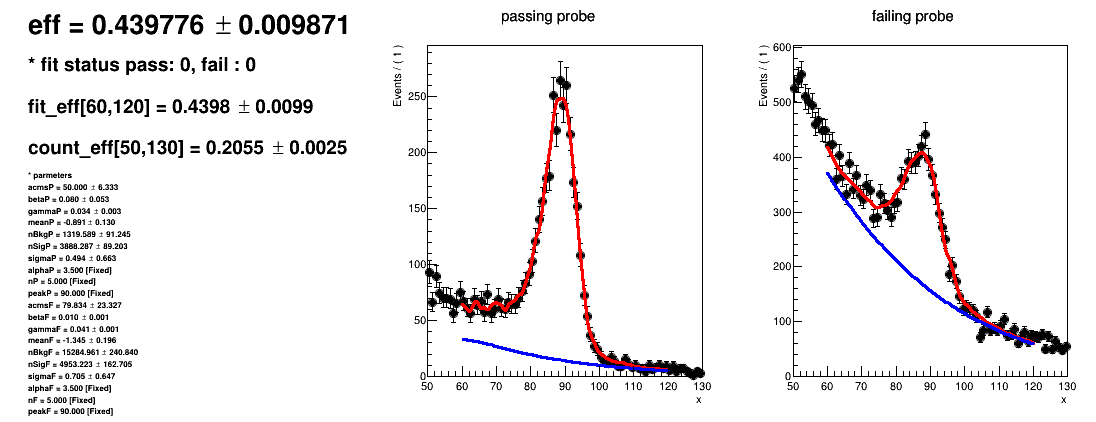 eff = 0.439776 ± 0.009871
* fit status pass: 0, fail : 0
fit_eff[60,120] = 0.4398 ± 0.0099
count_eff[50,130] = 0.2055 ± 0.0025
* parmeters
acmsP = 50.000 ± 6.333
betaP = 0.080 ± 0.053
gammaP = 0.034 ± 0.003
meanP = -0.891 ± 0.130
nBkgP = 1319.589 ± 91.245
nSigP = 3888.287 ± 89.203
sigmaP = 0.494 ± 0.663
alphaP = 3.500 [Fixed]
nP = 5.000 [Fixed]
peakP = 90.000 [Fixed]
acmsF = 79.834 ± 23.327
betaF = 0.010 ± 0.001
gammaF = 0.041 ± 0.001
meanF = -1.345 ± 0.196
nBkgF = 15284.961 ± 240.840
nSigF = 4953.223 ± 162.705
sigmaF = 0.705 ± 0.647
alphaF = 3.500 [Fixed]
nF = 5.000 [Fixed]
peakF = 90.000 [Fixed]
passing probe
Events / ( 1 )
250
200
150
100
50
0
50 60 70 80 90 100 110 120 130
x
failing probe
Events / ( 1 )
600
500
400
300
200
100
0
50 60 70 80 90 100 110 120 130
x